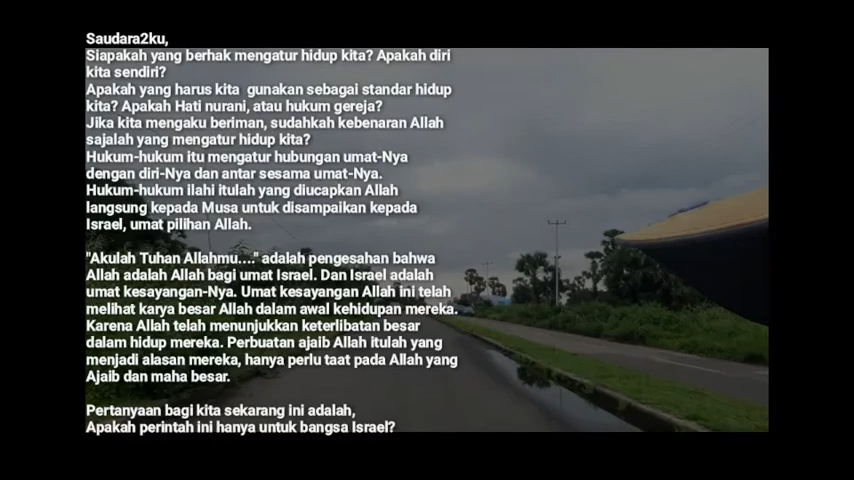 Saudara2ku,
Siapakah yang berhak mengatur hidup kita? Apakah diri
kita sendiri?
Apakah yang harus kita gunakan sebagai standar hidup
kita? Apakah Hati nurani, atau hukum gereja?
Jika kita mengaku beriman, sudahkah kebenaran Allah
sajalah yang mengatur hidup kita?
Hukum-hukum itu mengatur hubungan umat-Nya
dengan diri-Nya dan antar sesama umat-Nya.
Hukum-hukum ilahi itulah yang diucapkan Allah
langsung kepada Musa untuk disampaikan kepada
Israel, umat pilihan Allah.
"Akulah Tuhan Allahmu...." adalah pengesahan bahwa
Allah adalah Allah bagi umat Israel. Dan Israel adalah
umat kesayangan-Nya. Umat kesayangan Allah ini telah
melihat karya besar Allah dalam awal kehidupan mereka.
Karena Allah telah menunjukkan keterlibatan besar
dalam hidup mereka. Perbuatan ajaib Allah itulah yang
menjadi alasan mereka, hanya perlu taat pada Allah yang
Ajaib dan maha besar.
Pertanyaan bagi kita sekarang ini adalah,
Apakah perintah ini hanya untuk bangsa Israel?